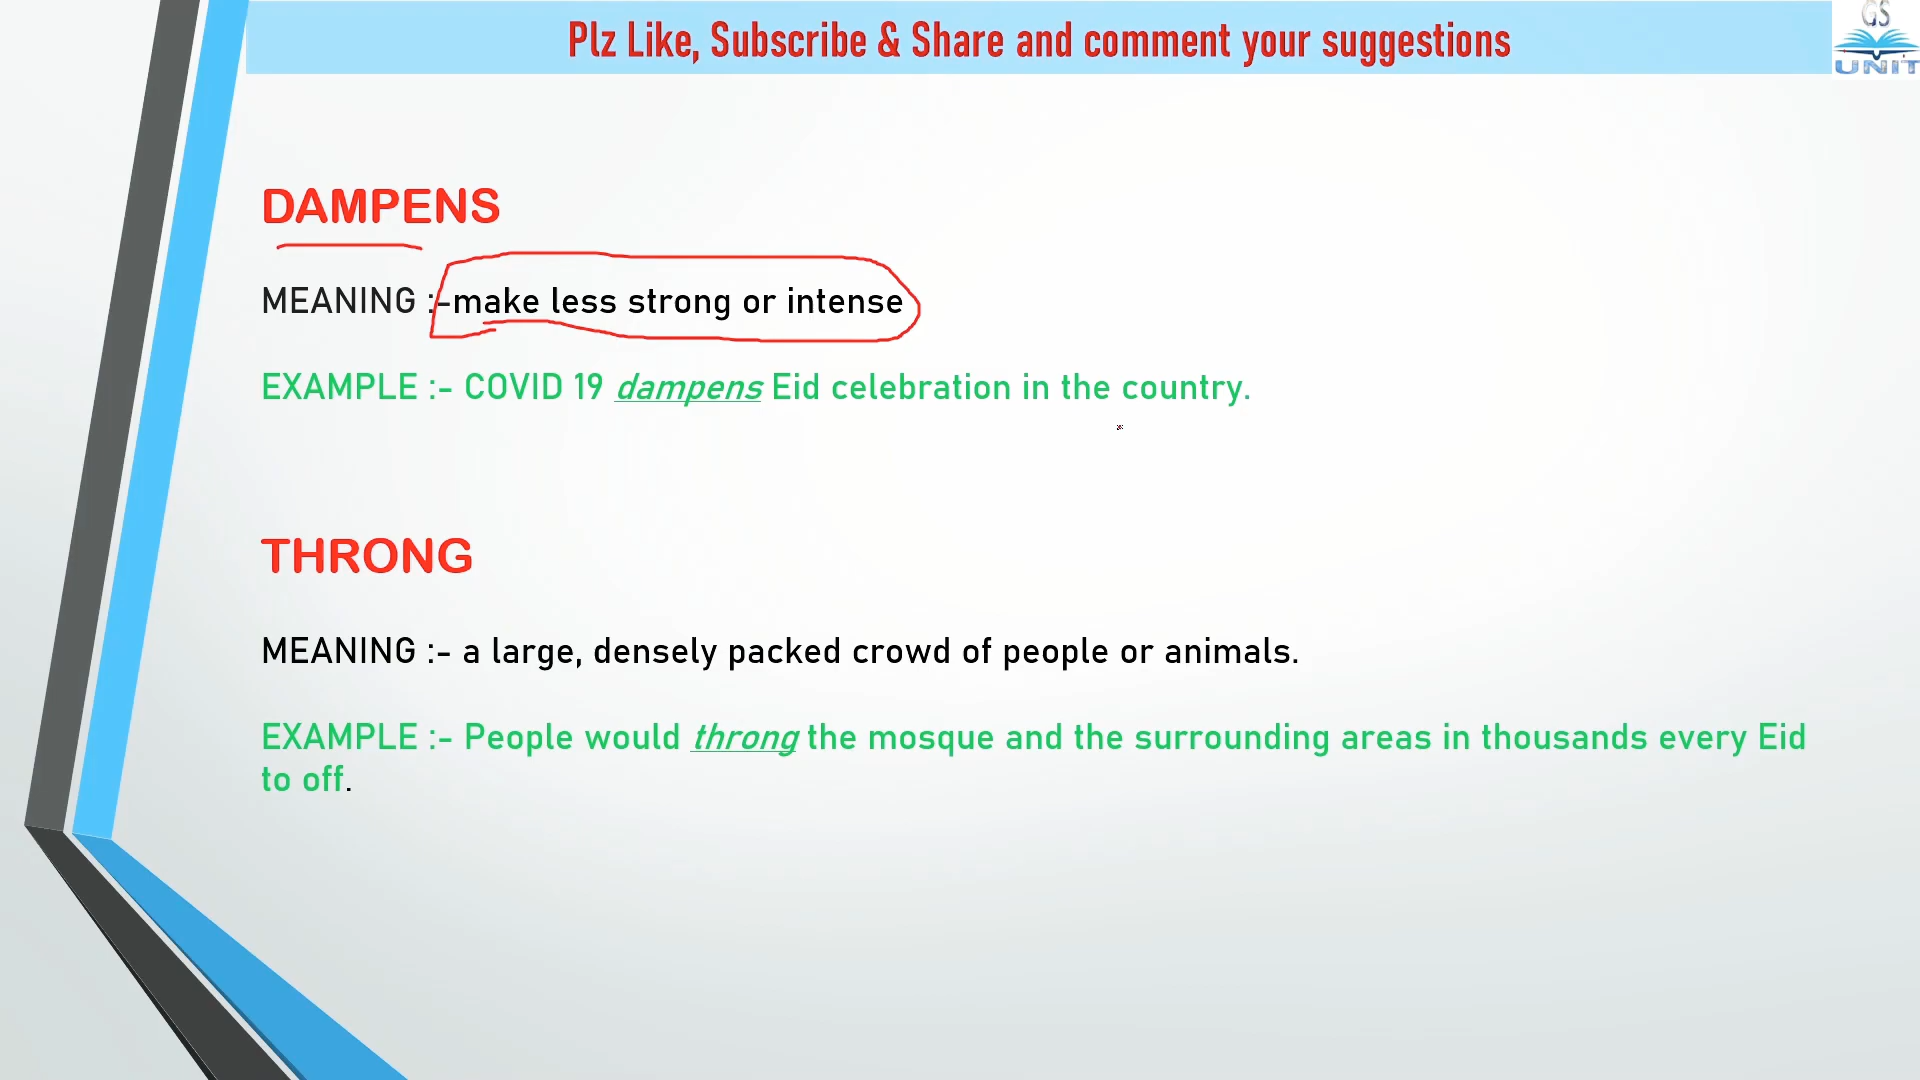 Plz Like, Subscribe & Share and comment your suggestions
GS
UNIT
DAMPENS
MEANING :-make less strong or intense
EXAMPLE :- COVID 19 dampens Eid celebration in the country.
THRONG
MEANING :- a large, densely packed crowd of people or animals.
EXAMPLE :- People would throng the mosque and the surrounding areas in thousands every Eid
to off.